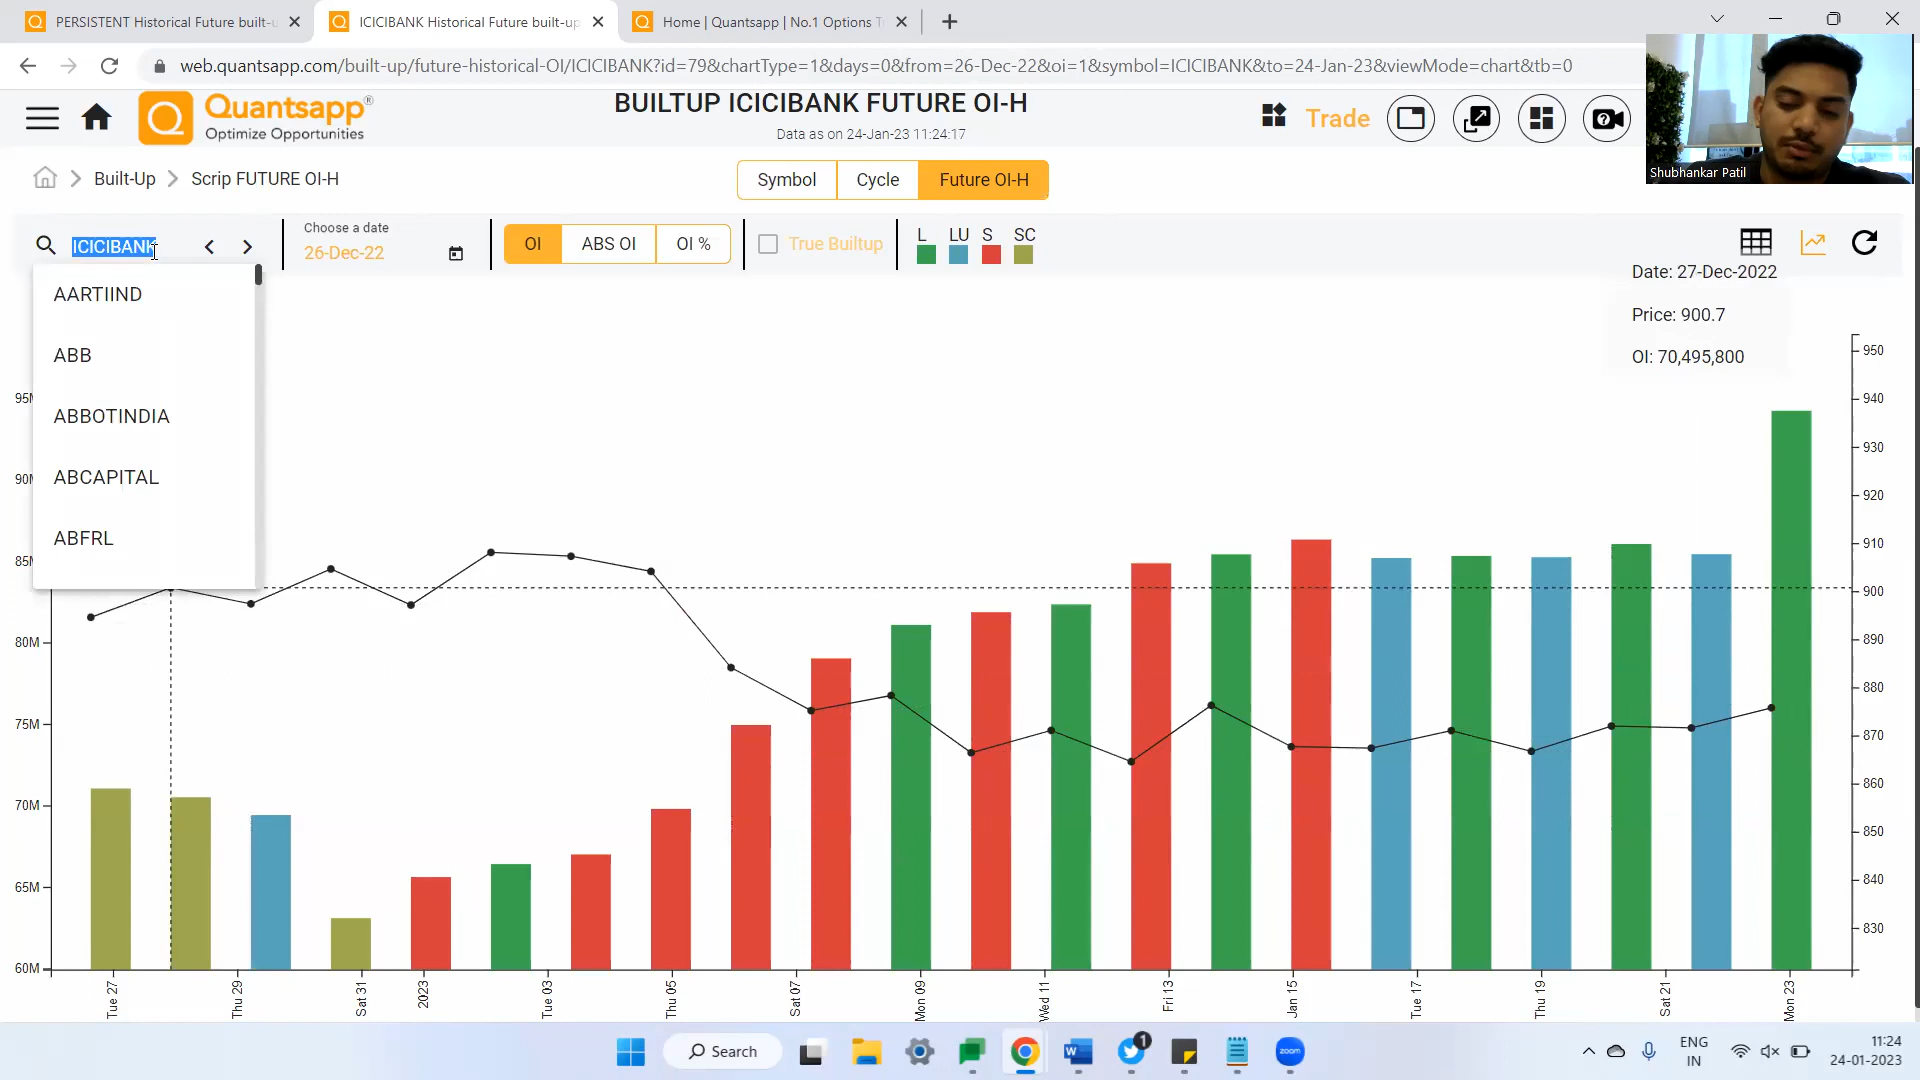 PERSISTENT Historical Future built-u
ICICIBANK Historical Future built-up
Home | Quantsapp | No.1 Options T
web.quantsapp.com/built-up/future-historical-OI/ICICIBANK?id=79&chartType=1&days=0&from=26-Dec-22&oi=1&symbol=ICICIBANK&to=24-Jan-23&viewMode=chart&tb=0
Quantsapp®
Optimize Opportunities
BUILTUP ICICIBANK FUTURE OI-H
Data as on 24-Jan-23 11:24:17
Trade
Shubhankar Patil
Built-Up > Scrip FUTURE OI-H
Symbol
Cycle
Future OI-H
ICICIBANK
Choose a date
26-Dec-22
OI
ABS OI
OI %
True Builtup
L
LU
S
SC
AARTIIND
ABB
ABBOTINDIA
ABCAPITAL
ABFRL
Date: 27-Dec-2022
Price: 900.7
OI: 70,495,800
95M
90M
85M
80M
75M
70M
65M
60M
950
940
930
920
910
900
890
880
870
860
850
840
830
Tue 27
Thu 29
Sat 31
2023
Tue 03
Thu 05
Sat 07
Mon 09
Wed 11
Fri 13
Jan 15
Tue 17
Thu 19
Sat 21
Mon 23
Search
1
zoom
ENG
IN
11:24
24-01-2023